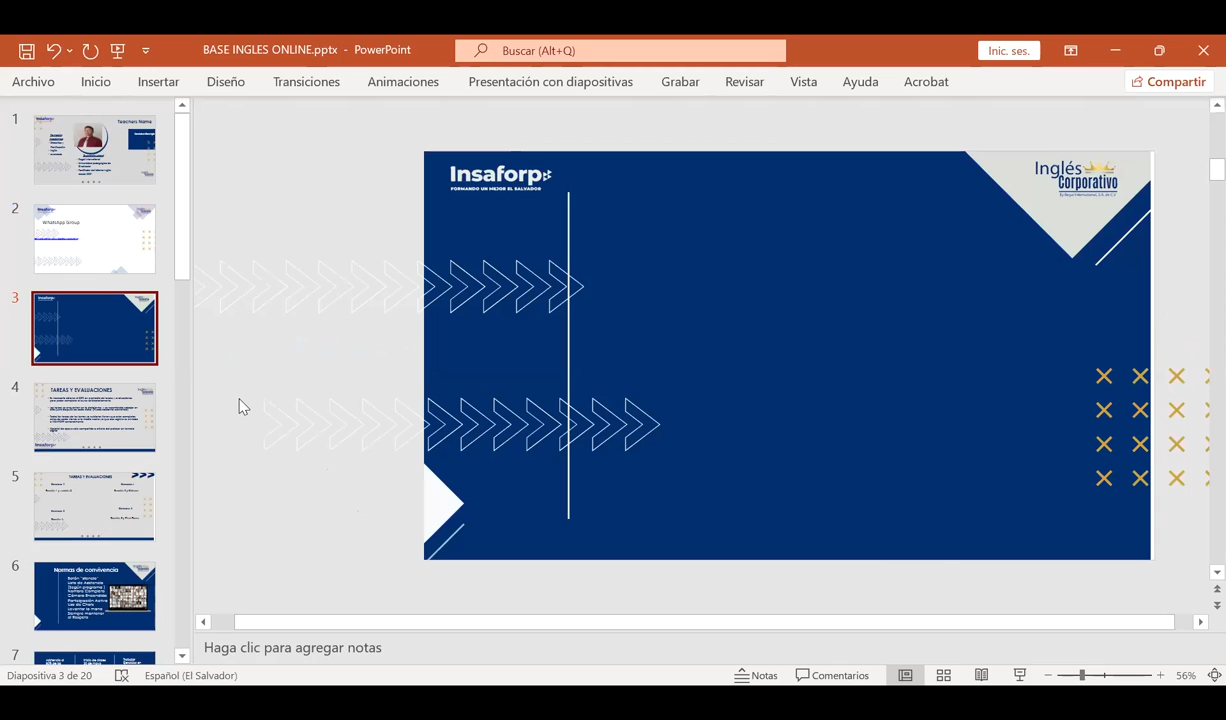 BASE INGLES ONLINE.pptx - PowerPoint
Buscar (Alt+Q)
Inic. ses.
Archivo Inicio Insertar Diseño Transiciones Animaciones Presentación con diapositivas Grabar Revisar Vista Ayuda Acrobat Compartir
1
Insaforp
Teachers Name
2
WhatsApp Group
3
4
TAREAS Y EVALUACIONES
5
TAREAS Y EVALUACIONES
6
Normas de convivencia
7
Insaforp
FORMANDO UN MEJOR EL SALVADOR
Inglés
Corporativo
Haga clic para agregar notas
Diapositiva 3 de 20 Español (El Salvador) Notas Comentarios 56%